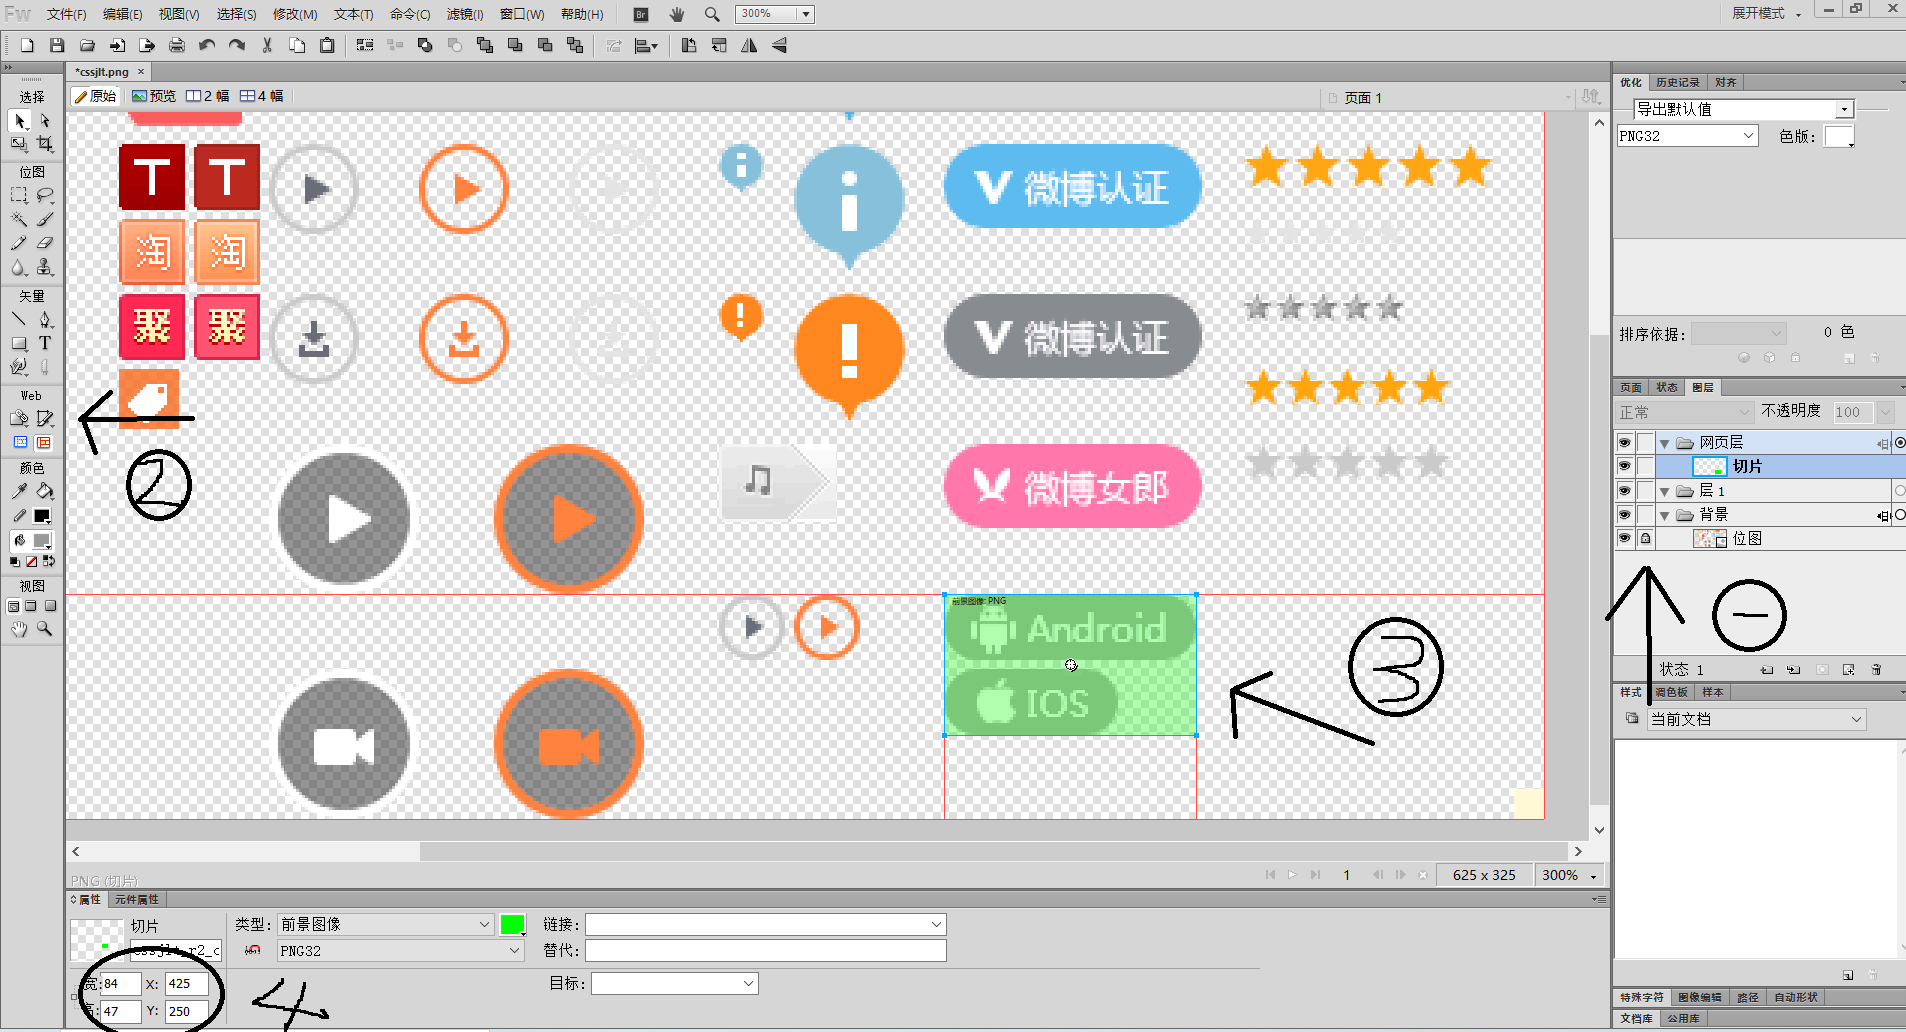 Fw 文件(F) 编辑(E) 视图(V) 选择(S) 修改(M) 文本(T) 命令(C) 滤镜(I) 窗口(W) 帮助(H) Br 300% 展开模式
*cssjlt.png ×
原始 预览 2 幅 4 幅 页面 1
选择
位图
矢量
Web
颜色
视图
T T
淘 淘
聚 聚
i i
! !
V 微博认证
V 微博认证
微博女郎
前景图像: PNG
Android
IOS
2
3
一
4
优化 历史记录 对齐
导出默认值
PNG32 色版:
排序依据: 0 色
页面 状态 图层
正常 不透明度 100
网页层
切片
层 1
背景
位图
状态 1
样式 调色板 样本
当前文档
特殊字符 图像编辑 路径 自动形状
文档库 公用库
PNG (切片) 1 625 x 325 300%
属性 元件属性
切片 类型: 前景图像 链接:
cssjlt_r2_c PNG32 替代:
宽: 84 X: 425 目标:
高: 47 Y: 250